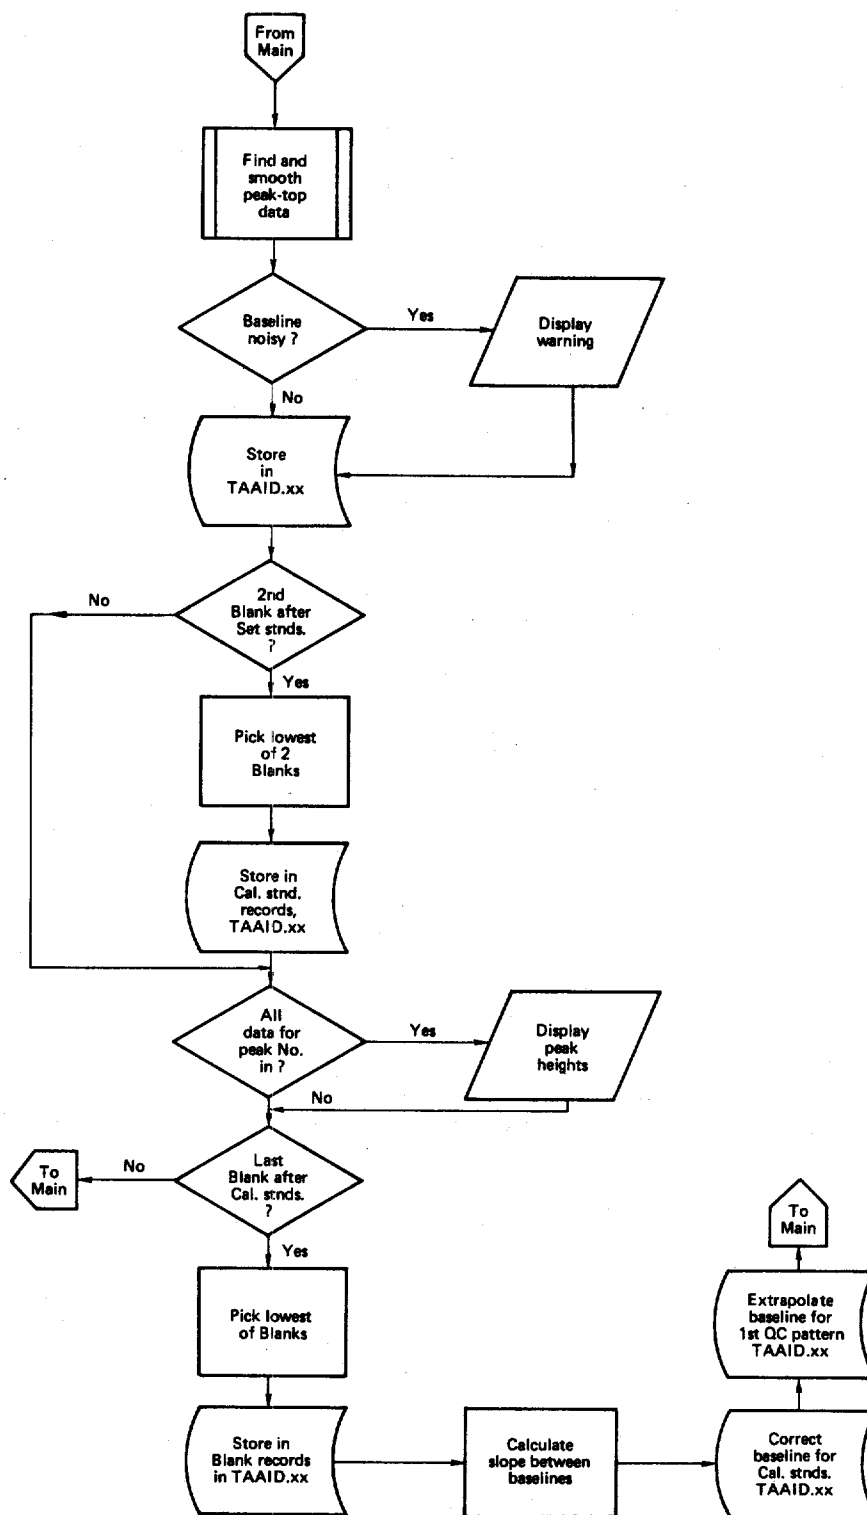 From
Main
Find and
smooth
peak-top
data
Baseline
noisy ?
Yes
Display
warning
No
Store
in
TAAID.xx
No
2nd
Blank after
Set stnds.
?
Yes
Pick lowest
of 2
Blanks
Store in
Cal. stnd.
records,
TAAID.xx
All
data for
peak No.
in ?
Yes
Display
peak
heights
No
To
Main
No
Last
Blank after
Cal. stnds.
?
Yes
To
Main
Pick lowest
of Blanks
Extrapolate
baseline for
1st QC pattern
TAAID.xx
Store in
Blank records
in TAAID.xx
Calculate
slope between
baselines
Correct
baseline for
Cal. stnds.
TAAID.xx